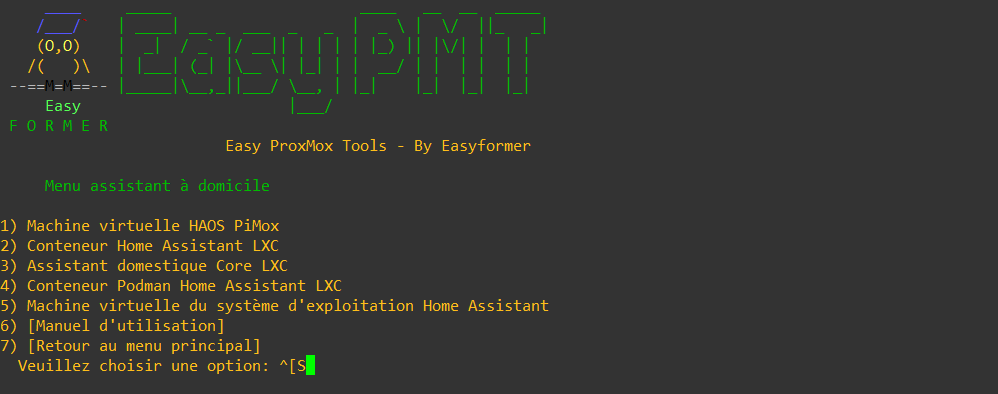 EasyPMT
(O,O)
--==M=M==--
Easy
F O R M E R
Easy ProxMox Tools - By Easyformer
Menu assistant à domicile
1) Machine virtuelle HAOS PiMox
2) Conteneur Home Assistant LXC
3) Assistant domestique Core LXC
4) Conteneur Podman Home Assistant LXC
5) Machine virtuelle du système d'exploitation Home Assistant
6) [Manuel d'utilisation]
7) [Retour au menu principal]
Veuillez choisir une option: ^[S